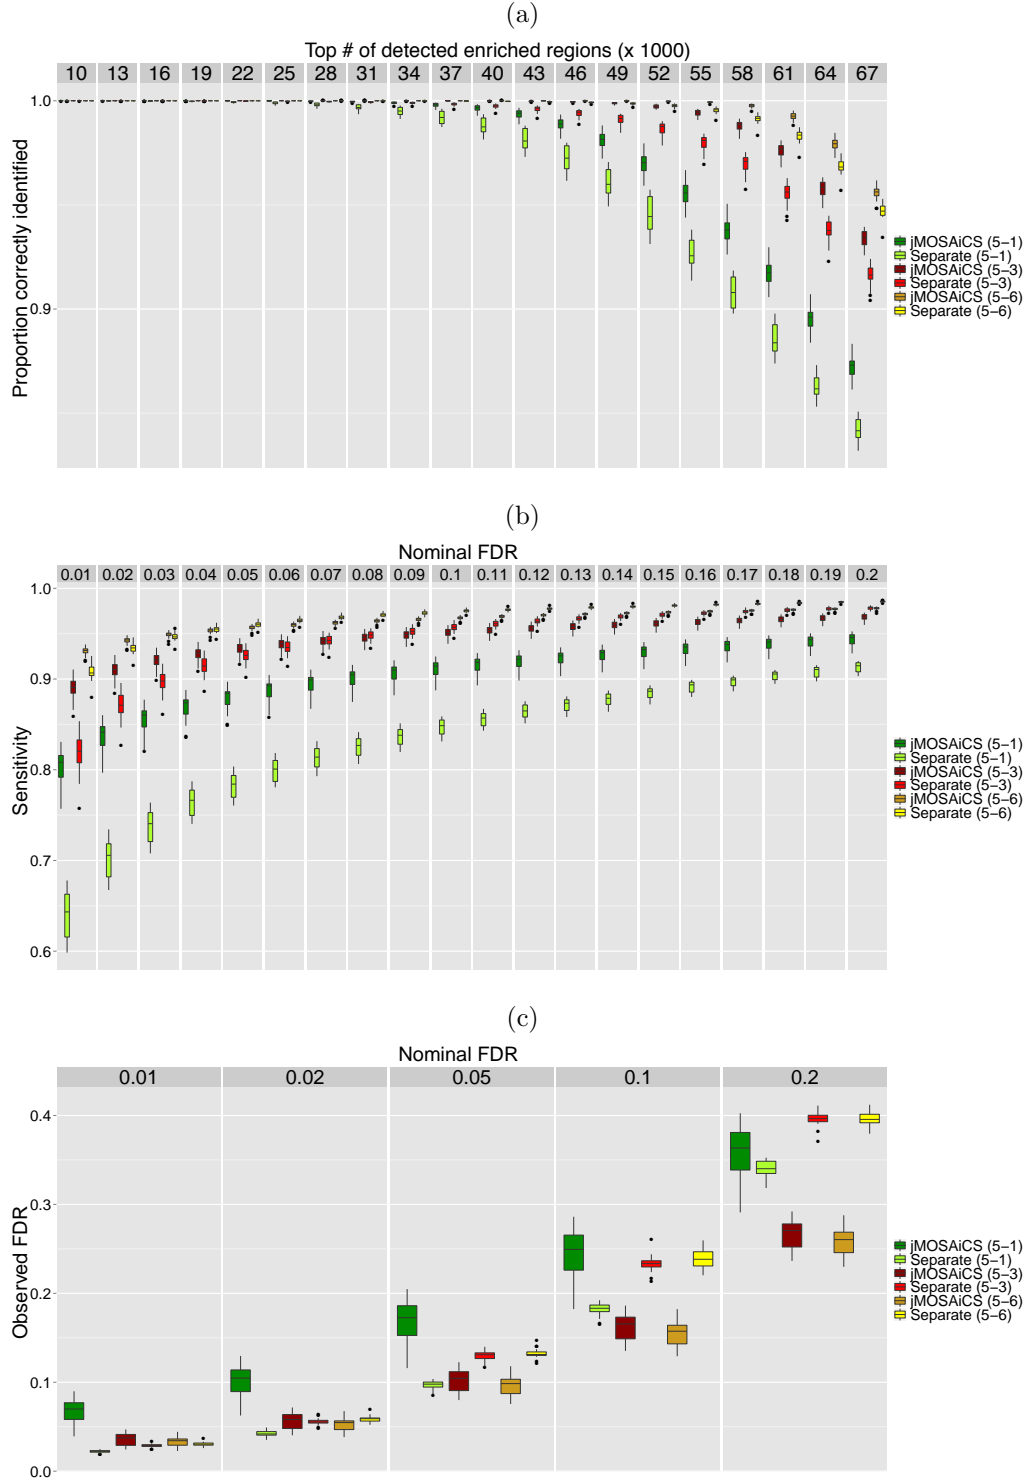 (a)
Top # of detected enriched regions (x 1000)
10 13 16 19 22 25 28 31 34 37 40 43 46 49 52 55 58 61 64 67
1.0
0.9
Proportion correctly identified
jMOSAiCS (5−1)
Separate (5−1)
jMOSAiCS (5−3)
Separate (5−3)
jMOSAiCS (5−6)
Separate (5−6)
(b)
Nominal FDR
0.01 0.02 0.03 0.04 0.05 0.06 0.07 0.08 0.09 0.1 0.11 0.12 0.13 0.14 0.15 0.16 0.17 0.18 0.19 0.2
1.0
0.9
0.8
0.7
0.6
Sensitivity
jMOSAiCS (5−1)
Separate (5−1)
jMOSAiCS (5−3)
Separate (5−3)
jMOSAiCS (5−6)
Separate (5−6)
(c)
Nominal FDR
0.01 0.02 0.05 0.1 0.2
0.4
0.3
0.2
0.1
0.0
Observed FDR
jMOSAiCS (5−1)
Separate (5−1)
jMOSAiCS (5−3)
Separate (5−3)
jMOSAiCS (5−6)
Separate (5−6)